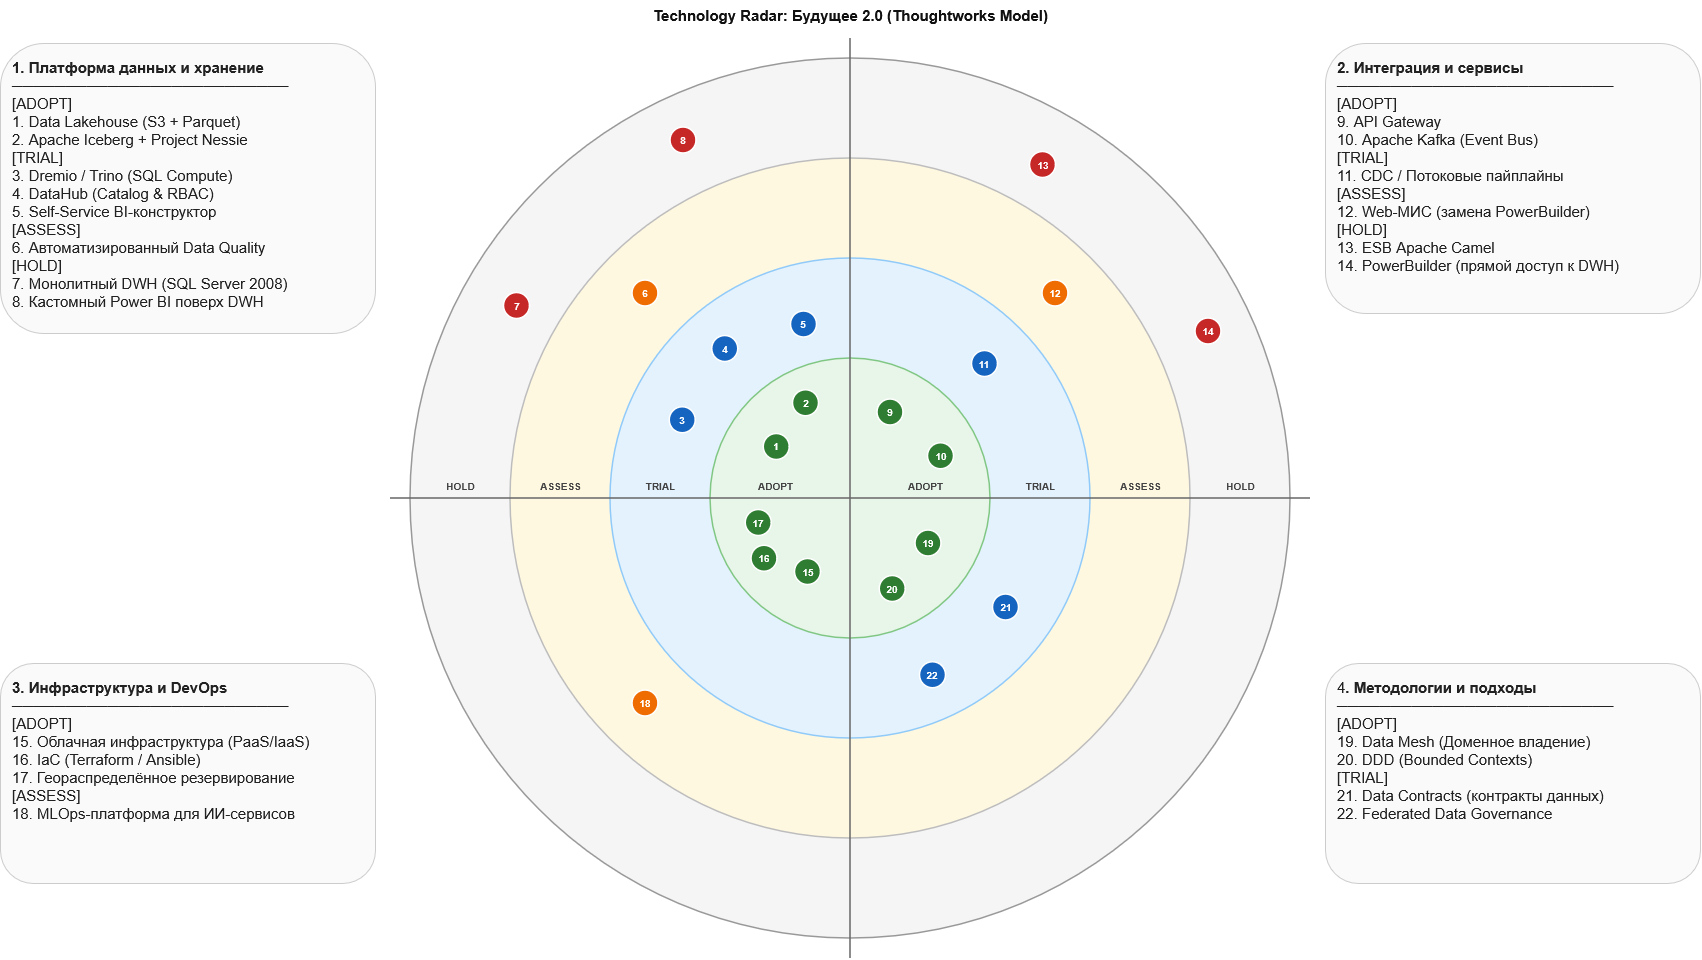 Technology Radar: Будущее 2.0 (Thoughtworks Model)
1. Платформа данных и хранение
[ADOPT]
1. Data Lakehouse (S3 + Parquet)
2. Apache Iceberg + Project Nessie
[TRIAL]
3. Dremio / Trino (SQL Compute)
4. DataHub (Catalog & RBAC)
5. Self-Service BI-конструктор
[ASSESS]
6. Автоматизированный Data Quality
[HOLD]
7. Монолитный DWH (SQL Server 2008)
8. Кастомный Power BI поверх DWH
2. Интеграция и сервисы
[ADOPT]
9. API Gateway
10. Apache Kafka (Event Bus)
[TRIAL]
11. CDC / Потоковые пайплайны
[ASSESS]
12. Web-МИС (замена PowerBuilder)
[HOLD]
13. ESB Apache Camel
14. PowerBuilder (прямой доступ к DWH)
8
13
7
6
12
14
5
4
11
3
2
9
1
10
HOLD ASSESS TRIAL ADOPT ADOPT TRIAL ASSESS HOLD
17
16
15
19
20
21
22
18
3. Инфраструктура и DevOps
[ADOPT]
15. Облачная инфраструктура (PaaS/IaaS)
16. IaC (Terraform / Ansible)
17. Геораспределённое резервирование
[ASSESS]
18. MLOps-платформа для ИИ-сервисов
4. Методологии и подходы
[ADOPT]
19. Data Mesh (Доменное владение)
20. DDD (Bounded Contexts)
[TRIAL]
21. Data Contracts (контракты данных)
22. Federated Data Governance